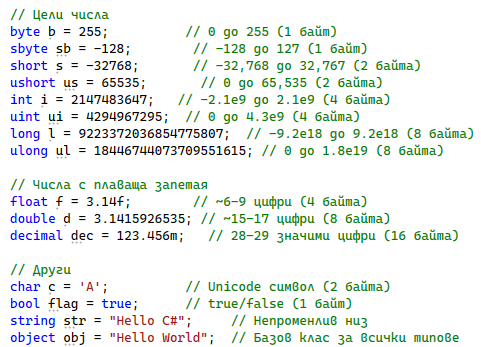 // Цели числа
byte b = 255;          // 0 до 255 (1 байт)
sbyte sb = -128;        // -128 до 127 (1 байт)
short s = -32768;       // -32,768 до 32,767 (2 байта)
ushort us = 65535;       // 0 до 65,535 (2 байта)
int i = 2147483647;   // -2.1e9 до 2.1e9 (4 байта)
uint ui = 4294967295;  // 0 до 4.3e9 (4 байта)
long l = 9223372036854775807;  // -9.2e18 до 9.2e18 (8 байта)
ulong ul = 18446744073709551615; // 0 до 1.8e19 (8 байта)

// Числа с плаваща запетая
float f = 3.14f;        // ~6-9 цифри (4 байта)
double d = 3.1415926535; // ~15-17 цифри (8 байта)
decimal dec = 123.456m;   // 28-29 значими цифри (16 байта)

// Други
char c = 'A';          // Unicode символ (2 байта)
bool flag = true;      // true/false (1 байт)
string str = "Hello C#";     // Непроменлив низ
object obj = "Hello World";  // Базов клас за всички типове